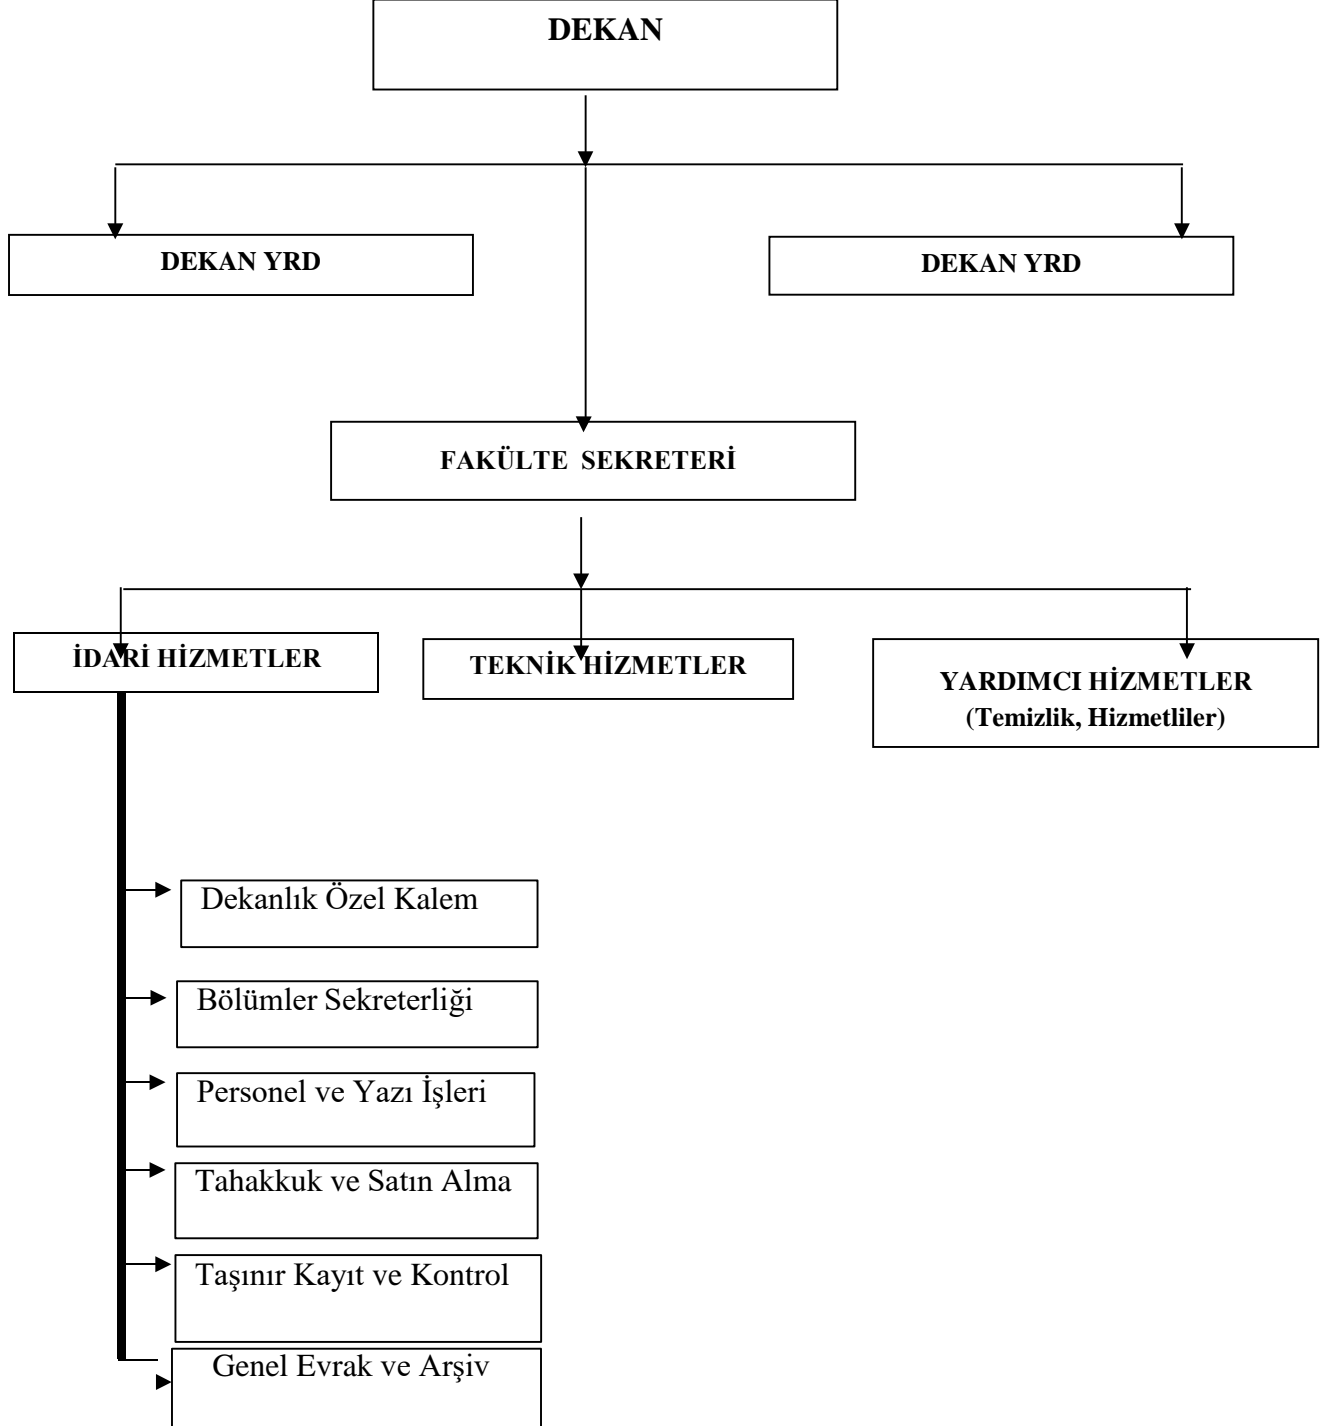 DEKAN
DEKAN YRD
DEKAN YRD
FAKÜLTE SEKRETERİ
İDARİ HİZMETLER
TEKNİK HİZMETLER
YARDIMCI HİZMETLER
(Temizlik, Hizmetliler)
Dekanlık Özel Kalem
Bölümler Sekreterliği
Personel ve Yazı İşleri
Tahakkuk ve Satın Alma
Taşınır Kayıt ve Kontrol
Genel Evrak ve Arşiv